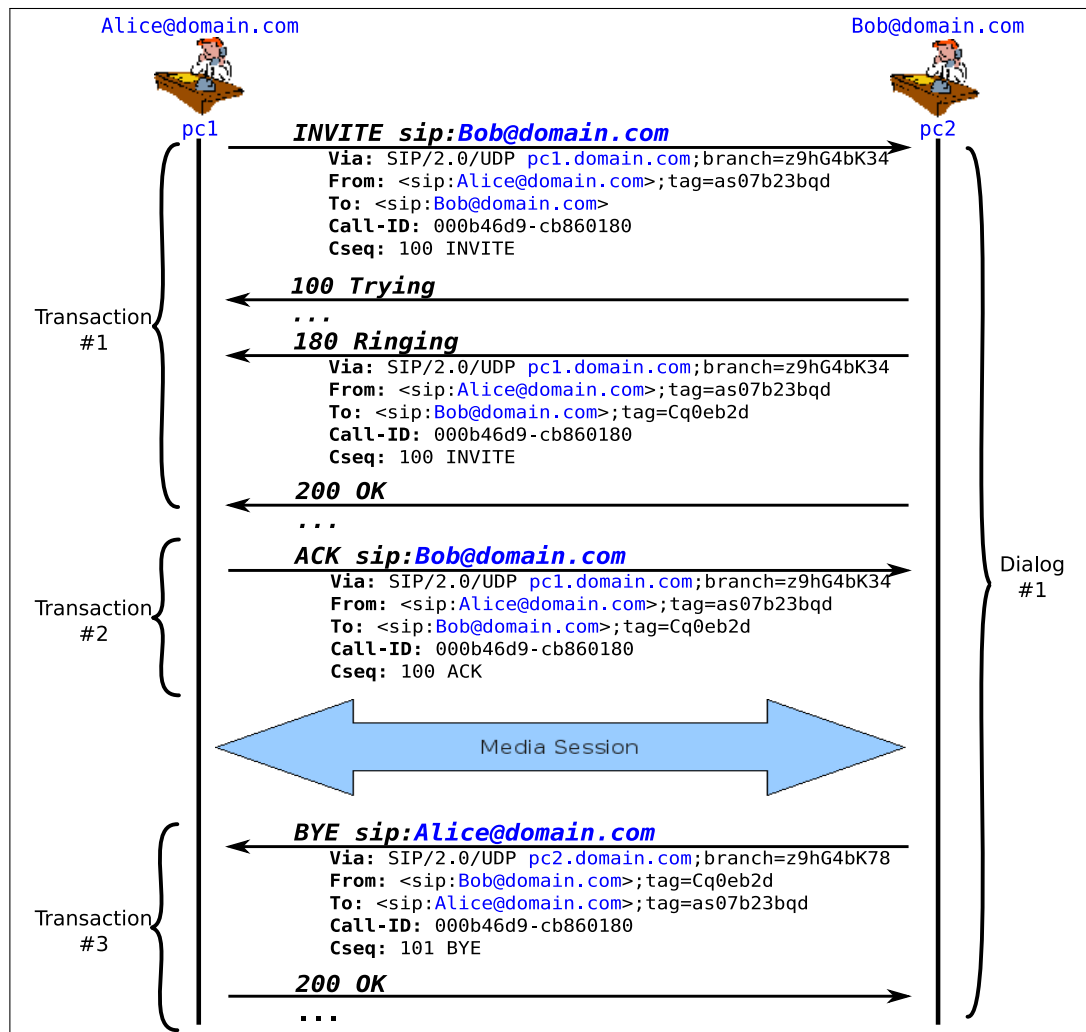 Alice@domain.com
Bob@domain.com
pc1
pc2
INVITE sip:Bob@domain.com
Via: SIP/2.0/UDP pc1.domain.com;branch=z9hG4bK34
From: <sip:Alice@domain.com>;tag=as07b23bqd
To: <sip:Bob@domain.com>
Call-ID: 000b46d9-cb860180
Cseq: 100 INVITE
100 Trying
...
Transaction
#1
180 Ringing
Via: SIP/2.0/UDP pc1.domain.com;branch=z9hG4bK34
From: <sip:Alice@domain.com>;tag=as07b23bqd
To: <sip:Bob@domain.com>;tag=Cq0eb2d
Call-ID: 000b46d9-cb860180
Cseq: 100 INVITE
200 OK
...
ACK sip:Bob@domain.com
Via: SIP/2.0/UDP pc1.domain.com;branch=z9hG4bK34
From: <sip:Alice@domain.com>;tag=as07b23bqd
To: <sip:Bob@domain.com>;tag=Cq0eb2d
Call-ID: 000b46d9-cb860180
Cseq: 100 ACK
Transaction
#2
Dialog
#1
Media Session
BYE sip:Alice@domain.com
Via: SIP/2.0/UDP pc2.domain.com;branch=z9hG4bK78
From: <sip:Bob@domain.com>;tag=Cq0eb2d
To: <sip:Alice@domain.com>;tag=as07b23bqd
Call-ID: 000b46d9-cb860180
Cseq: 101 BYE
Transaction
#3
200 OK
...